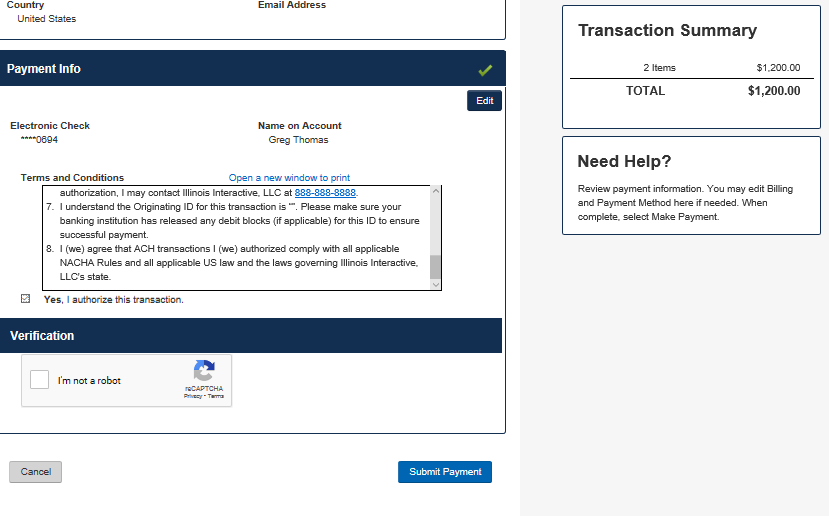 Country
Email Address
United States
Payment Info
Edit
Electronic Check
Name on Account
****0694
Greg Thomas
Terms and Conditions
Open a new window to print
authorization, I may contact Illinois Interactive, LLC at 888-888-8888.
7. I understand the Originating ID for this transaction is "". Please make sure your
banking institution has released any debit blocks (if applicable) for this ID to ensure
successful payment.
8. I (we) agree that ACH transactions I (we) authorized comply with all applicable
NACHA Rules and all applicable US law and the laws governing Illinois Interactive,
LLC's state.
Yes, I authorize this transaction.
Verification
I'm not a robot
reCAPTCHA
Privacy - Terms
Cancel
Submit Payment
Transaction Summary
2 Items $1,200.00
TOTAL $1,200.00
Need Help?
Review payment information. You may edit Billing
and Payment Method here if needed. When
complete, select Make Payment.